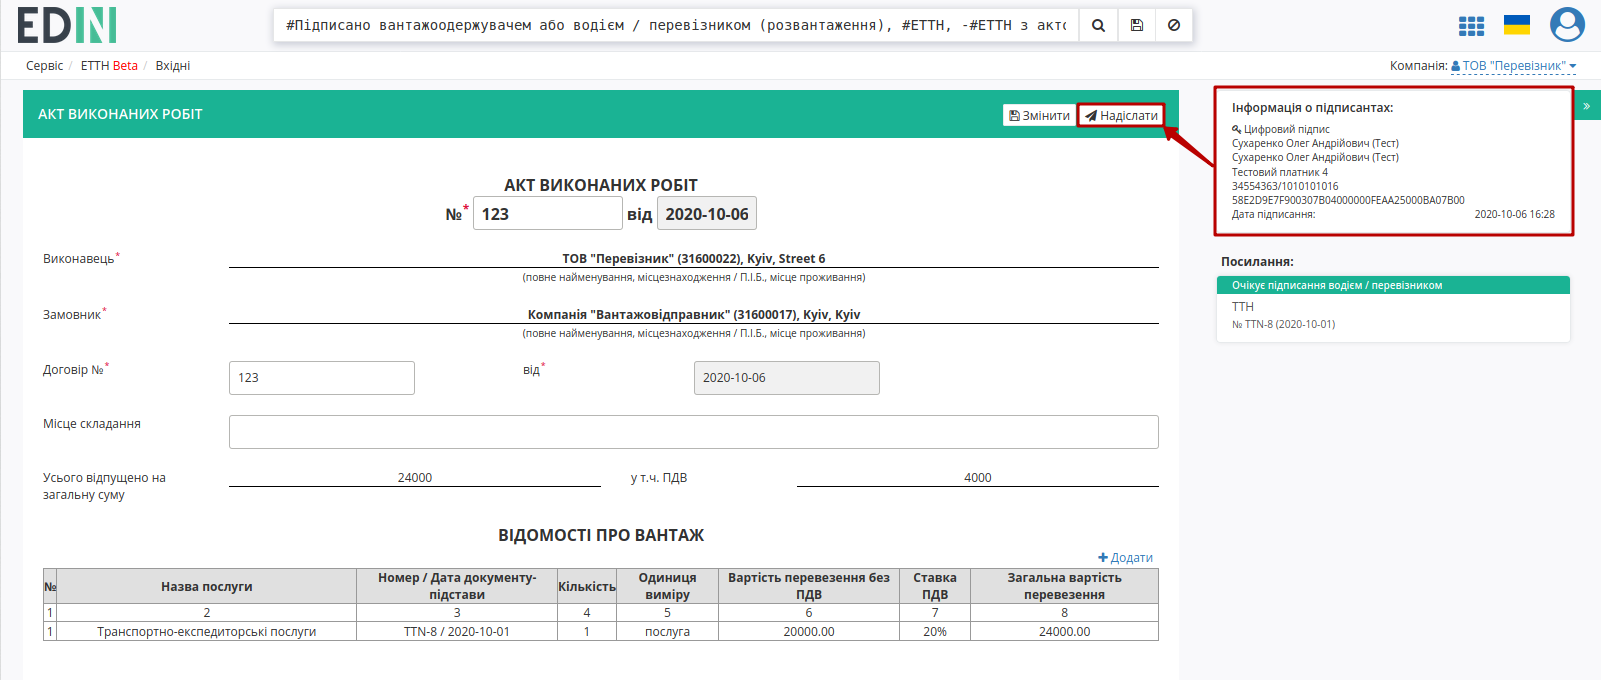 EDIN
#Підписано вантажоодержувачем або водієм / перевізником (розвантаження), #ЕТТН, -#ЕТТН з акто
Сервіс / ЕТТН Beta / Вхідні
Компанія: ТОВ "Перевізник"
АКТ ВИКОНАНИХ РОБІТ
Змінити
Надіслати
АКТ ВИКОНАНИХ РОБІТ
№* 123 від 2020-10-06
Виконавець*
ТОВ "Перевізник" (31600022), Kyiv, Street 6
(повне найменування, місцезнаходження / П.І.Б., місце проживання)
Замовник*
Компанія "Вантажовідправник" (31600017), Kyiv, Kyiv
(повне найменування, місцезнаходження / П.І.Б., місце проживання)
Договір №* 123 від* 2020-10-06
Місце складання
Усього відпущено на загальну суму 24000 у т.ч. ПДВ 4000
ВІДОМОСТІ ПРО ВАНТАЖ
Додати
№ Назва послуги Номер / Дата документу-підстави Кількість Одиниця виміру Вартість перевезення без ПДВ Ставка ПДВ Загальна вартість перевезення
1 2 3 4 5 6 7 8
1 Транспортно-експедиторські послуги TTN-8 / 2020-10-01 1 послуга 20000.00 20% 24000.00
Інформація о підписантах:
Цифровий підпис
Сухаренко Олег Андрійович (Тест)
Сухаренко Олег Андрійович (Тест)
Тестовий платник 4
34554363/1010101016
58E2D9E7F900307B04000000FEAA25000BA07B00
Дата підписання: 2020-10-06 16:28
Посилання:
Очікує підписання водієм / перевізником
ТТН
№ TTN-8 (2020-10-01)